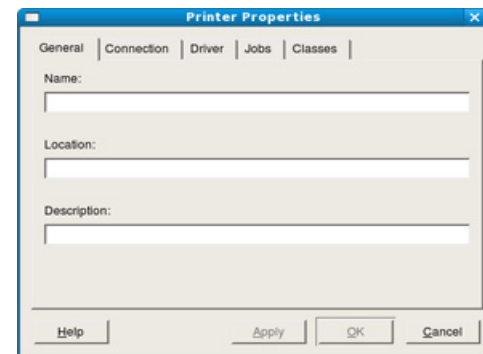 Printer Properties
General Connection Driver Jobs Classes
Name:
Location:
Description:
Help Apply OK Cancel